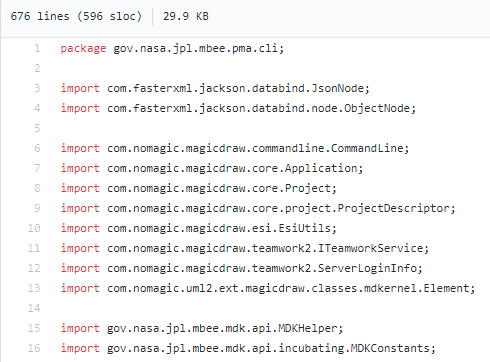 676 lines (596 sloc) 29.9 KB
1 package gov.nasa.jpl.mbee.pma.cli;
2
3 import com.fasterxml.jackson.databind.JsonNode;
4 import com.fasterxml.jackson.databind.node.ObjectNode;
5
6 import com.nomagic.magicdraw.commandline.CommandLine;
7 import com.nomagic.magicdraw.core.Application;
8 import com.nomagic.magicdraw.core.Project;
9 import com.nomagic.magicdraw.core.project.ProjectDescriptor;
10 import com.nomagic.magicdraw.esi.EsiUtils;
11 import com.nomagic.magicdraw.teamwork2.ITeamworkService;
12 import com.nomagic.magicdraw.teamwork2.ServerLoginInfo;
13 import com.nomagic.uml2.ext.magicdraw.classes.mdkernel.Element;
14
15 import gov.nasa.jpl.mbee.mdk.api.MDKHelper;
16 import gov.nasa.jpl.mbee.mdk.api.incubating.MDKConstants;